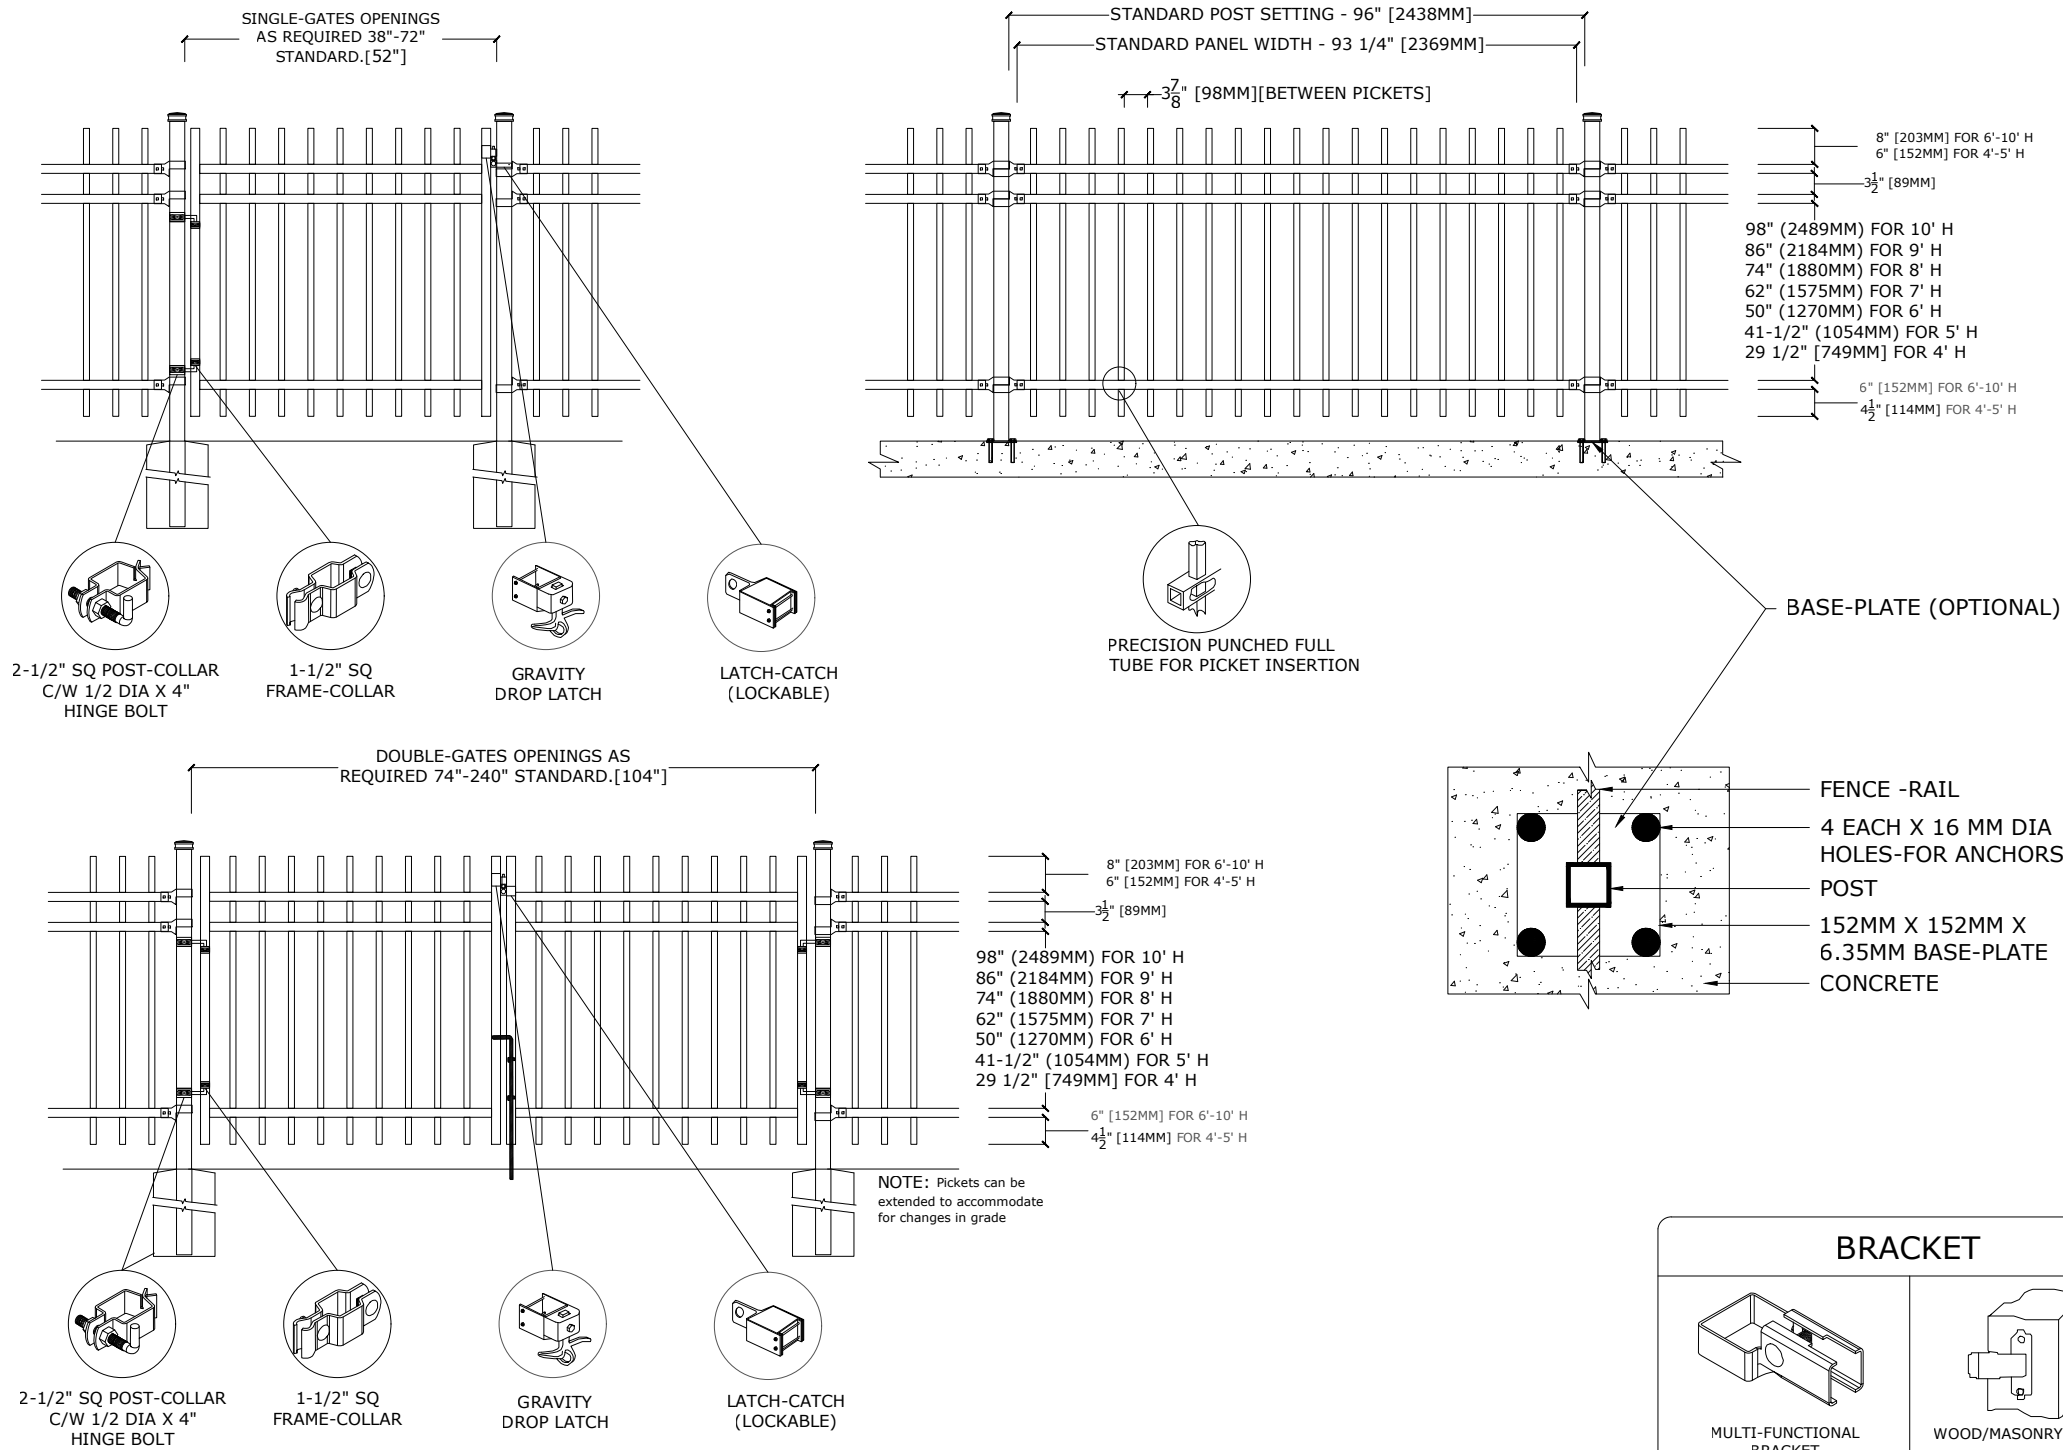 SINGLE-GATES OPENINGS
AS REQUIRED 38"-72"
STANDARD.[52"]
STANDARD POST SETTING - 96" [2438MM]
STANDARD PANEL WIDTH - 93 1/4" [2369MM]
3 7/8" [98MM][BETWEEN PICKETS]
8" [203MM] FOR 6'-10' H
6" [152MM] FOR 4'-5' H
3 1/2" [89MM]
98" (2489MM) FOR 10' H
86" (2184MM) FOR 9' H
74" (1880MM) FOR 8' H
62" (1575MM) FOR 7' H
50" (1270MM) FOR 6' H
41-1/2" (1054MM) FOR 5' H
29 1/2" [749MM] FOR 4' H
6" [152MM] FOR 6'-10' H
4 1/2" [114MM] FOR 4'-5' H
2-1/2" SQ POST-COLLAR
C/W 1/2 DIA X 4"
HINGE BOLT
1-1/2" SQ
FRAME-COLLAR
GRAVITY
DROP LATCH
LATCH-CATCH
(LOCKABLE)
PRECISION PUNCHED FULL
TUBE FOR PICKET INSERTION
BASE-PLATE (OPTIONAL)
DOUBLE-GATES OPENINGS AS
REQUIRED 74"-240" STANDARD.[104"]
8" [203MM] FOR 6'-10' H
6" [152MM] FOR 4'-5' H
3 1/2" [89MM]
98" (2489MM) FOR 10' H
86" (2184MM) FOR 9' H
74" (1880MM) FOR 8' H
62" (1575MM) FOR 7' H
50" (1270MM) FOR 6' H
41-1/2" (1054MM) FOR 5' H
29 1/2" [749MM] FOR 4' H
6" [152MM] FOR 6'-10' H
4 1/2" [114MM] FOR 4'-5' H
NOTE: Pickets can be
extended to accommodate
for changes in grade
FENCE -RAIL
4 EACH X 16 MM DIA
HOLES-FOR ANCHORS
POST
152MM X 152MM X
6.35MM BASE-PLATE
CONCRETE
2-1/2" SQ POST-COLLAR
C/W 1/2 DIA X 4"
HINGE BOLT
1-1/2" SQ
FRAME-COLLAR
GRAVITY
DROP LATCH
LATCH-CATCH
(LOCKABLE)
BRACKET
MULTI-FUNCTIONAL
BRACKET
WOOD/MASONRY